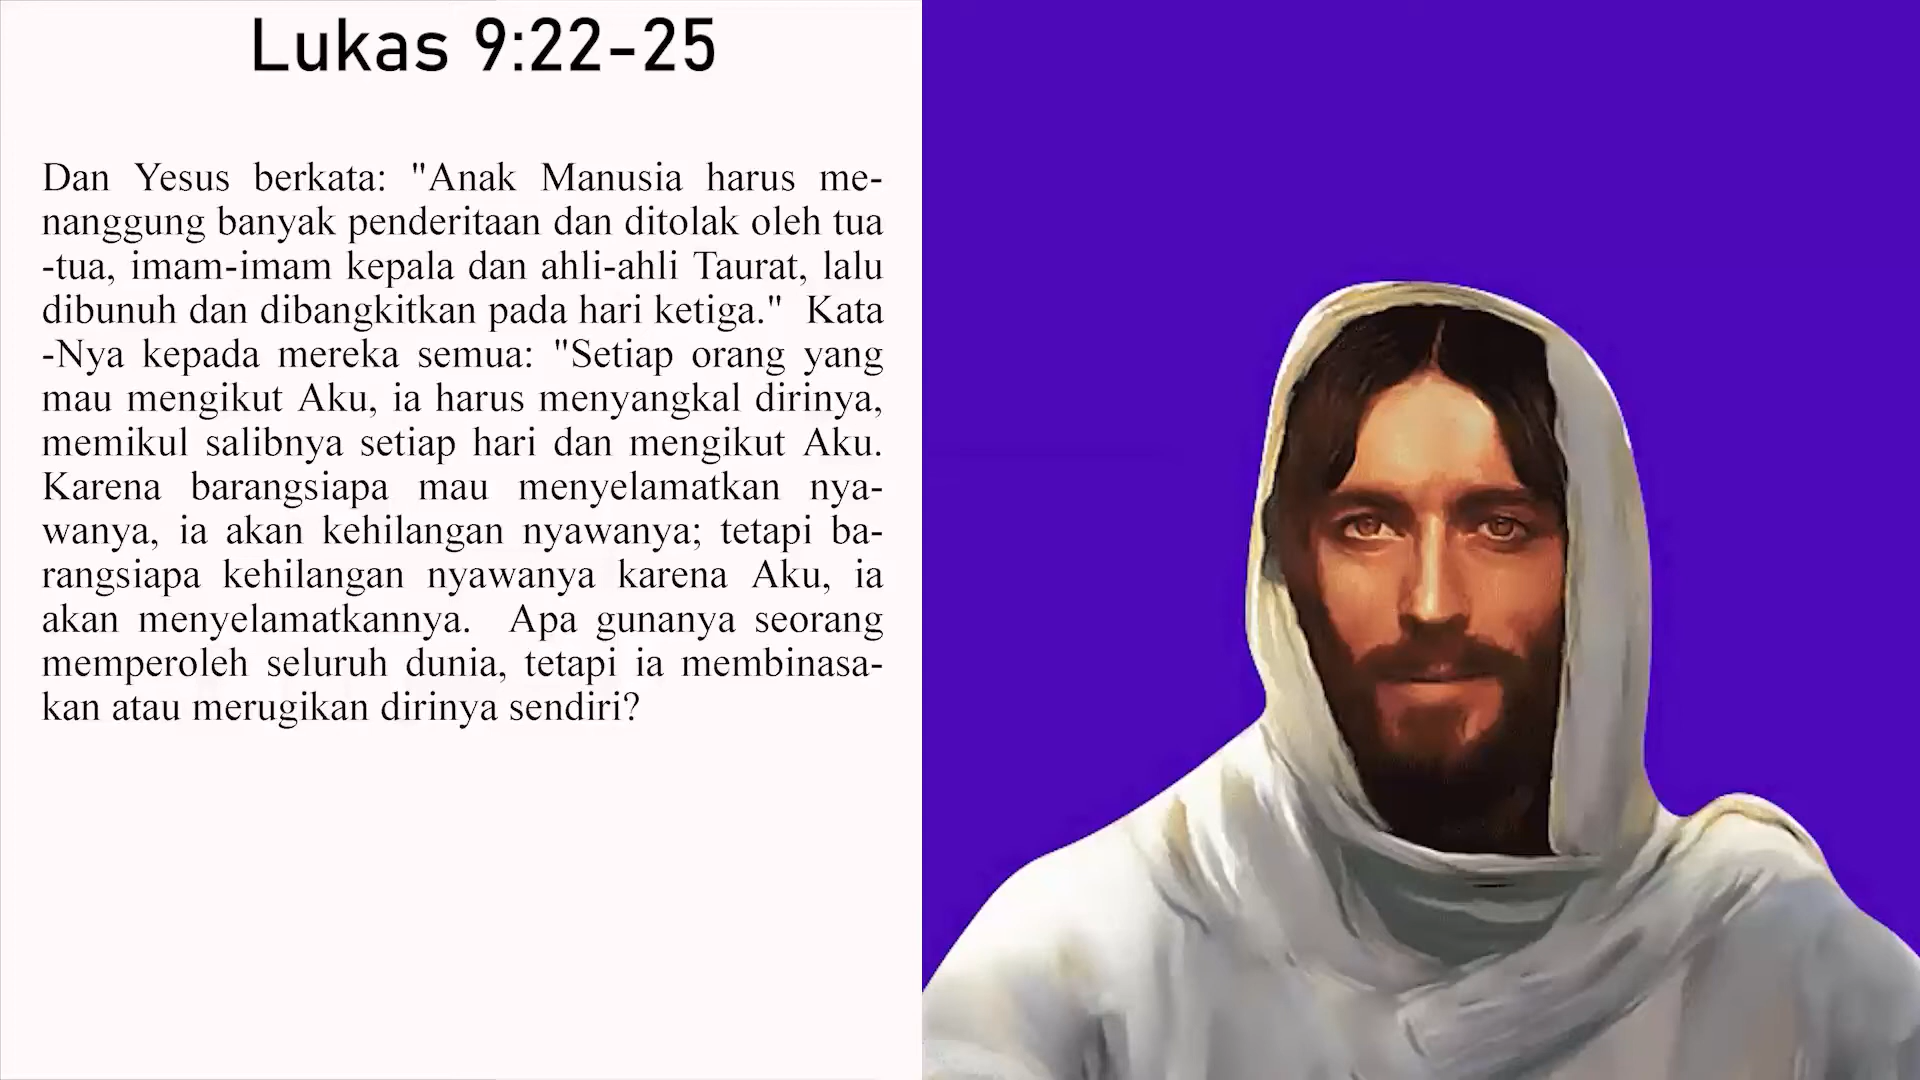 Lukas 9:22-25
Dan Yesus berkata: "Anak Manusia harus me-
nanggung banyak penderitaan dan ditolak oleh tua
-tua, imam-imam kepala dan ahli-ahli Taurat, lalu
dibunuh dan dibangkitkan pada hari ketiga." Kata
-Nya kepada mereka semua: "Setiap orang yang
mau mengikut Aku, ia harus menyangkal dirinya,
memikul salibnya setiap hari dan mengikut Aku.
Karena barangsiapa mau menyelamatkan nya-
wanya, ia akan kehilangan nyawanya; tetapi ba-
rangsiapa kehilangan nyawanya karena Aku, ia
akan menyelamatkannya. Apa gunanya seorang
memperoleh seluruh dunia, tetapi ia membinasa-
kan atau merugikan dirinya sendiri?